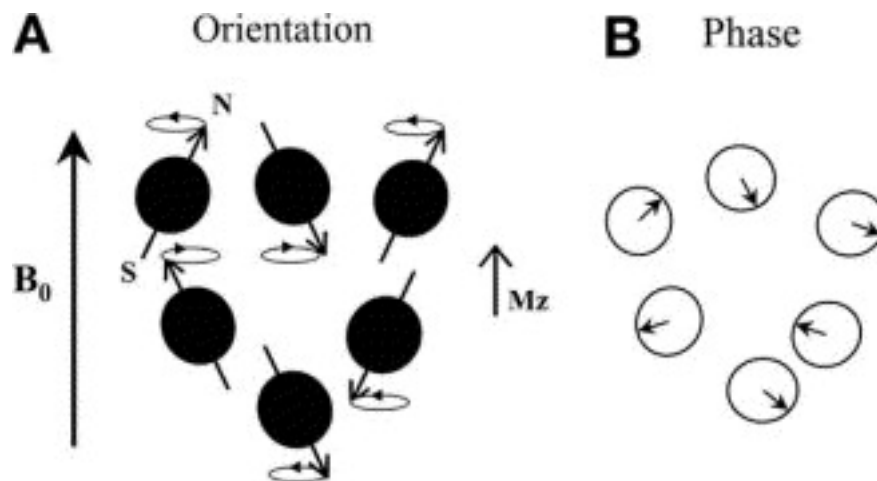 A
Orientation
B
Phase
N
S
B₀
Mz